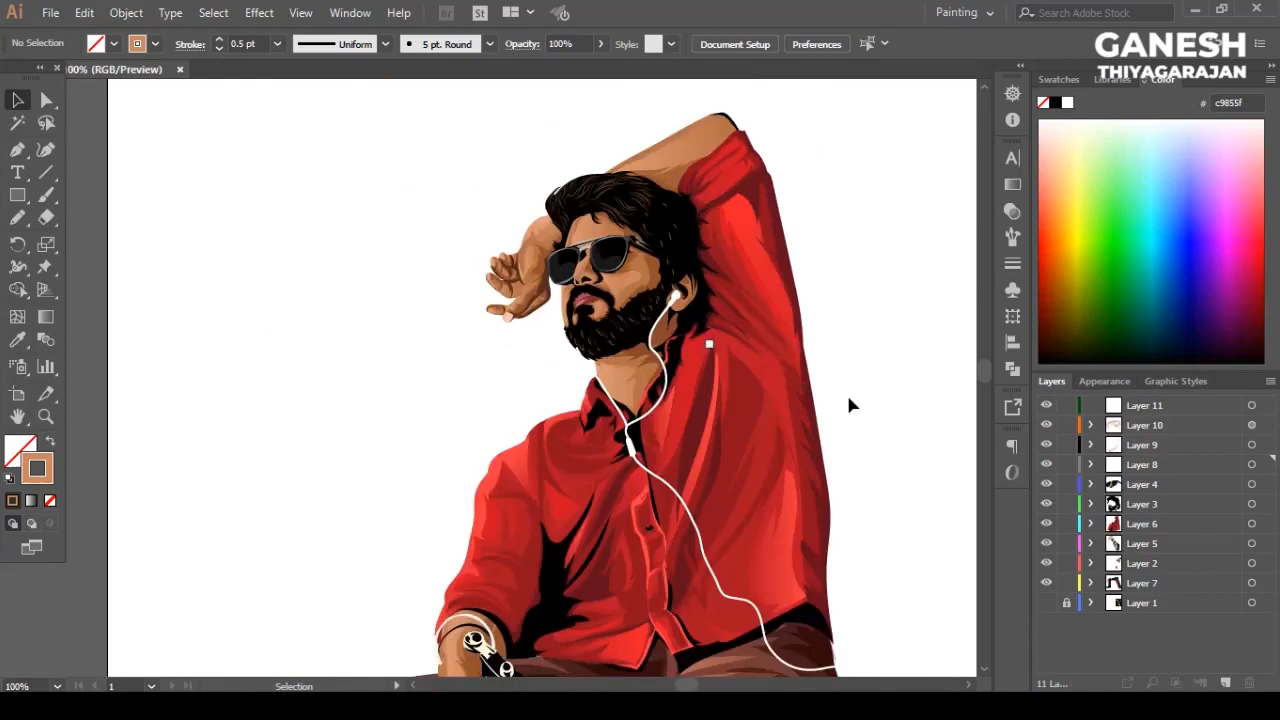 Ai File Edit Object Type Select Effect View Window Help Br St Painting Search Adobe Stock
No Selection Stroke: 0.5 pt Uniform 5 pt. Round Opacity: 100% Style: Document Setup Preferences
GANESH
THIYAGARAJAN
00% (RGB/Preview)
Swatches Libraries Color
# c9855f
Layers Appearance Graphic Styles
Layer 11
Layer 10
Layer 9
Layer 8
Layer 4
Layer 3
Layer 6
Layer 5
Layer 2
Layer 7
Layer 1
100% 1 Selection 11 La...